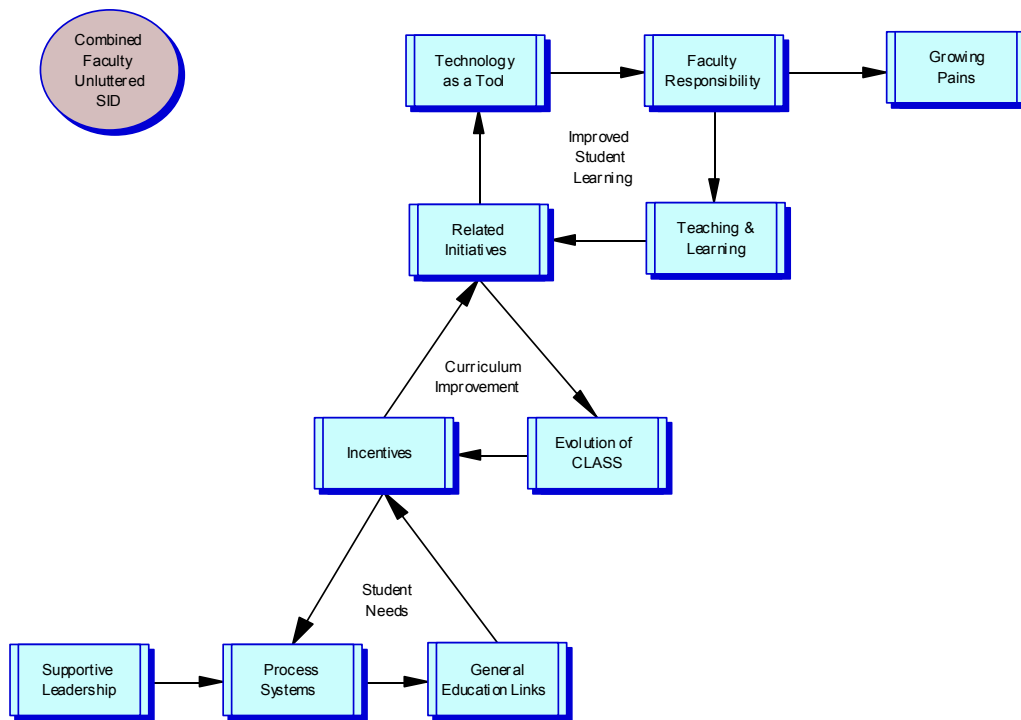 Combined
Faculty
Unluttered
SID
Technology
as a Tool
Faculty
Responsibility
Growing
Pains
Improved
Student
Learning
Related
Initiatives
Teaching &
Learning
Curriculum
Improvement
Incentives
Evolution of
CLASS
Student
Needs
Supportive
Leadership
Process
Systems
General
Education Links